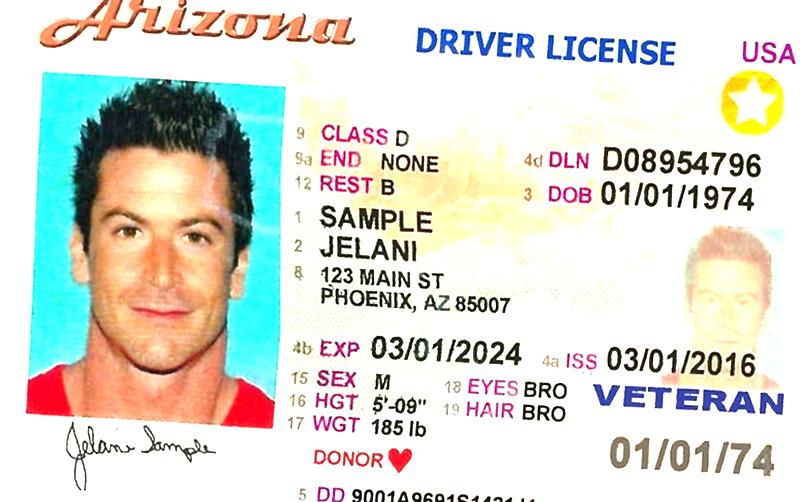 Arizona
DRIVER LICENSE USA
9 CLASS D
9a END NONE 4d DLN D08954796
12 REST B 3 DOB 01/01/1974
1 SAMPLE
2 JELANI
8 123 MAIN ST
PHOENIX, AZ 85007
4b EXP 03/01/2024 4a ISS 03/01/2016
15 SEX M 18 EYES BRO VETERAN
16 HGT 5'-09" 19 HAIR BRO
17 WGT 185 lb 01/01/74
Jelani Sample
DONOR
5 DD